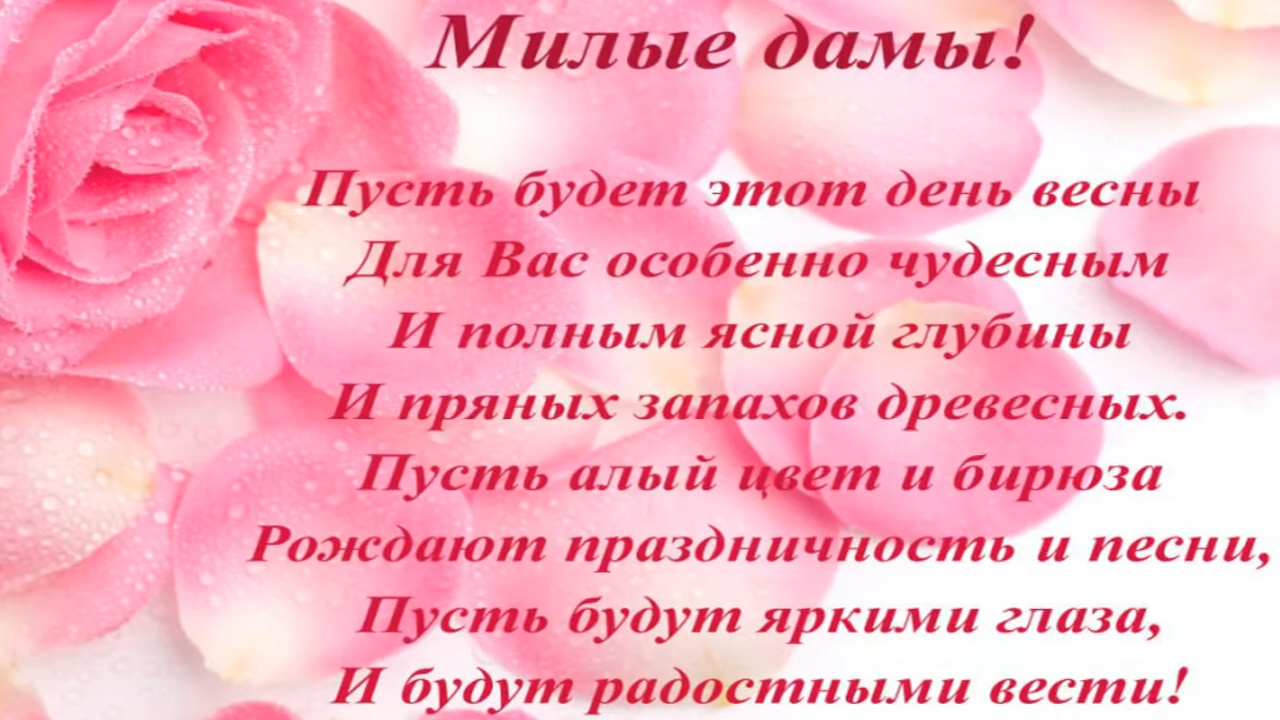 Милые дамы!
Пусть будет этот день весны
Для Вас особенно чудесным
И полным ясной глубины
И пряных запахов древесных.
Пусть алый цвет и бирюза
Рождают праздничность и песни,
Пусть будут яркими глаза,
И будут радостными вести!